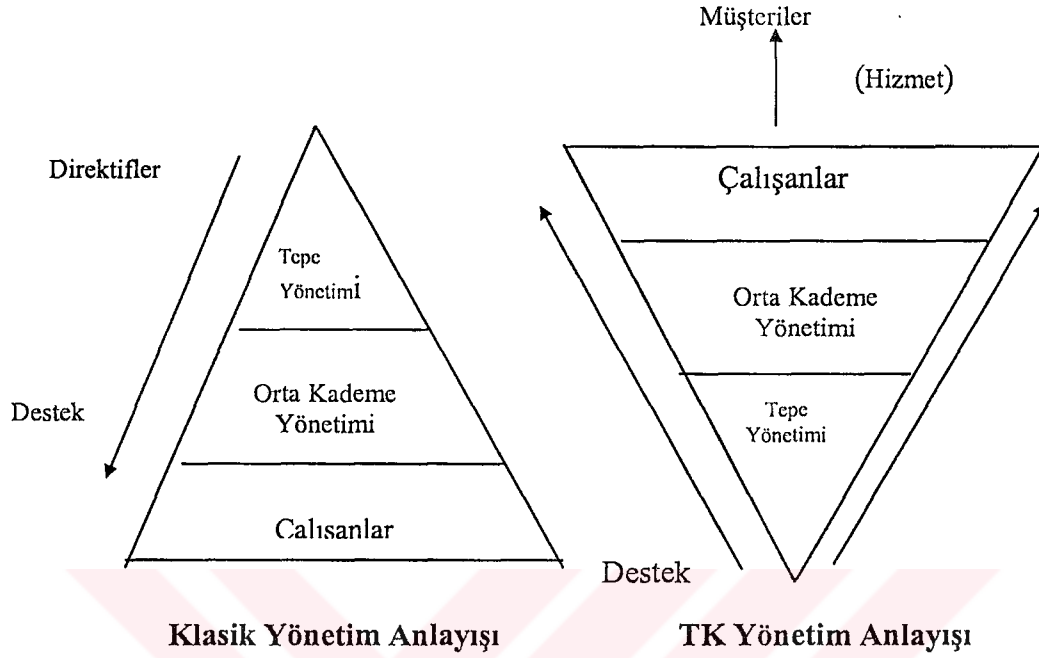 Müşteriler
(Hizmet)
Direktifler
Tepe
Yönetimi
Orta Kademe
Yönetimi
Destek
Calısanlar
Klasik Yönetim Anlayışı
Çalışanlar
Orta Kademe
Yönetimi
Tepe
Yönetimi
Destek
TK Yönetim Anlayışı